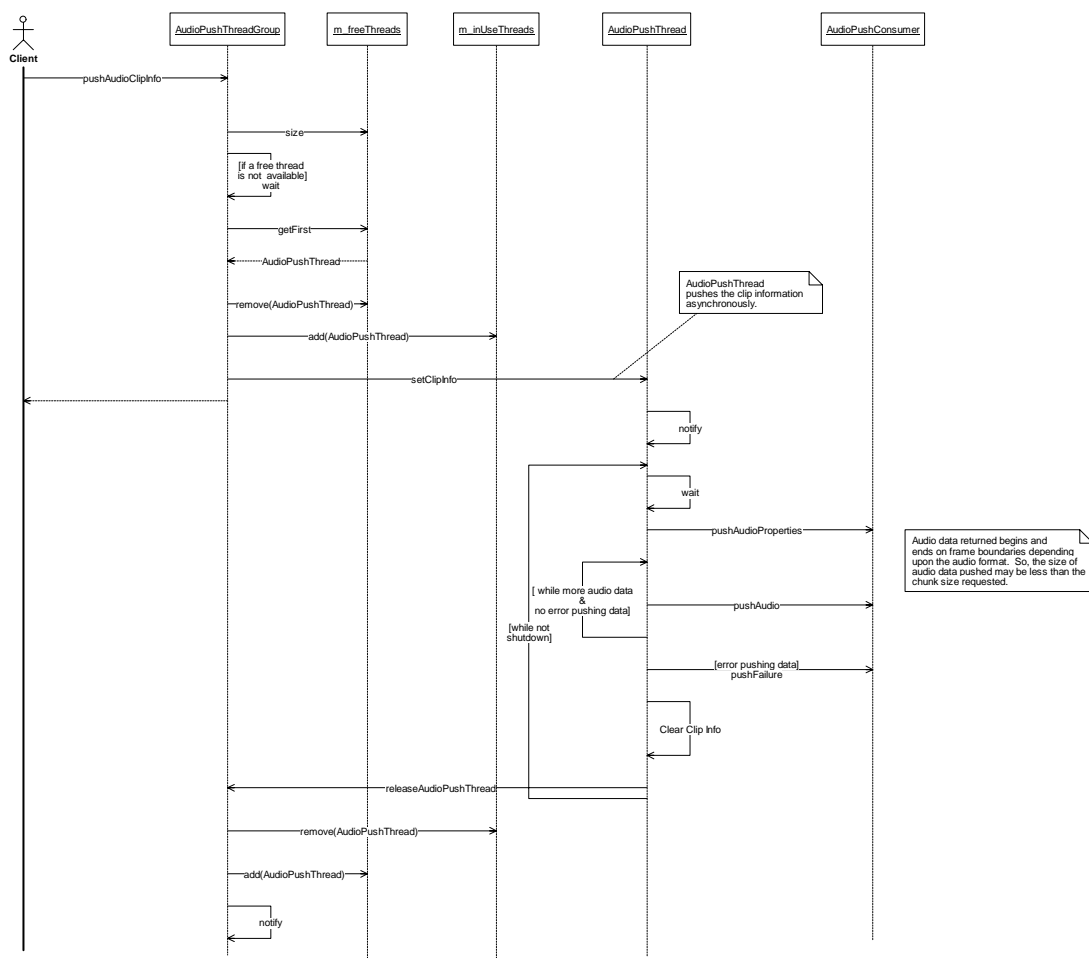 AudioPushThreadGroup
m_freeThreads
m_inUseThreads
AudioPushThread
AudioPushConsumer
Client
pushAudioClipInfo
size
[if a free thread
is not available]
wait
getFirst
AudioPushThread
remove(AudioPushThread)
AudioPushThread
pushes the clip information
asynchronously.
add(AudioPushThread)
setClipInfo
notify
wait
pushAudioProperties
Audio data returned begins and
ends on frame boundaries depending
upon the audio format. So, the size of
audio data pushed may be less than the
chunk size requested.
[ while more audio data
&
no error pushing data]
pushAudio
[while not
shutdown]
[error pushing data]
pushFailure
Clear Clip Info
releaseAudioPushThread
remove(AudioPushThread)
add(AudioPushThread)
notify